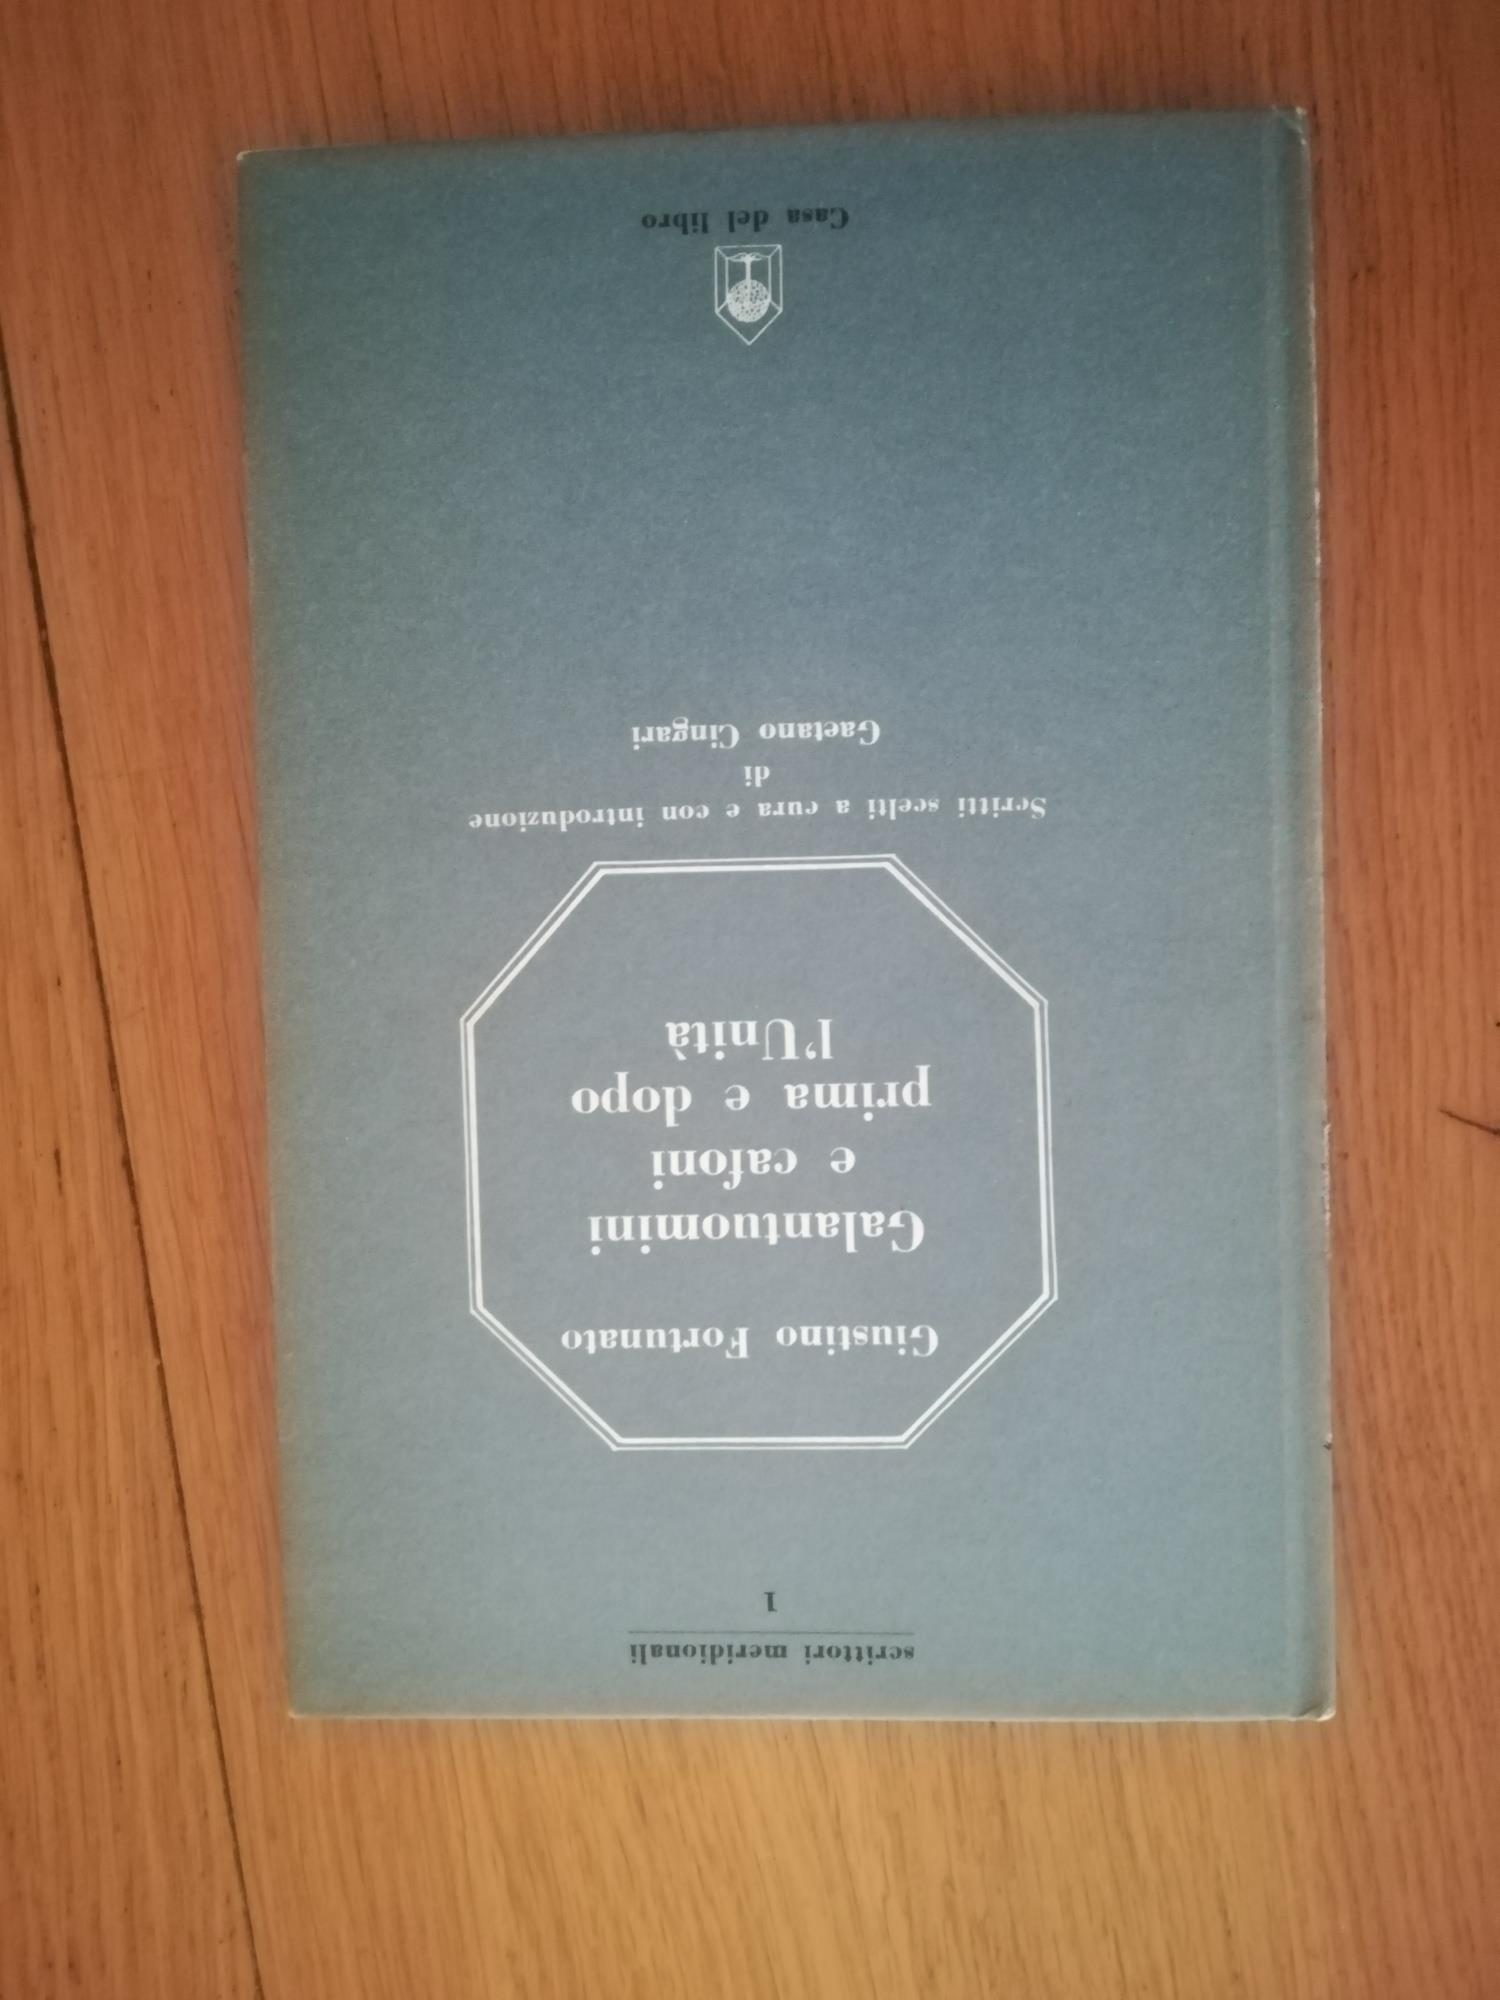 scrittori meridionali
1
Giustino Fortunato
Galantuomini
e cafoni
prima e dopo
l'Unità
Scritti scelti a cura e con introduzione
di
Gaetano Cingari
Casa del libro